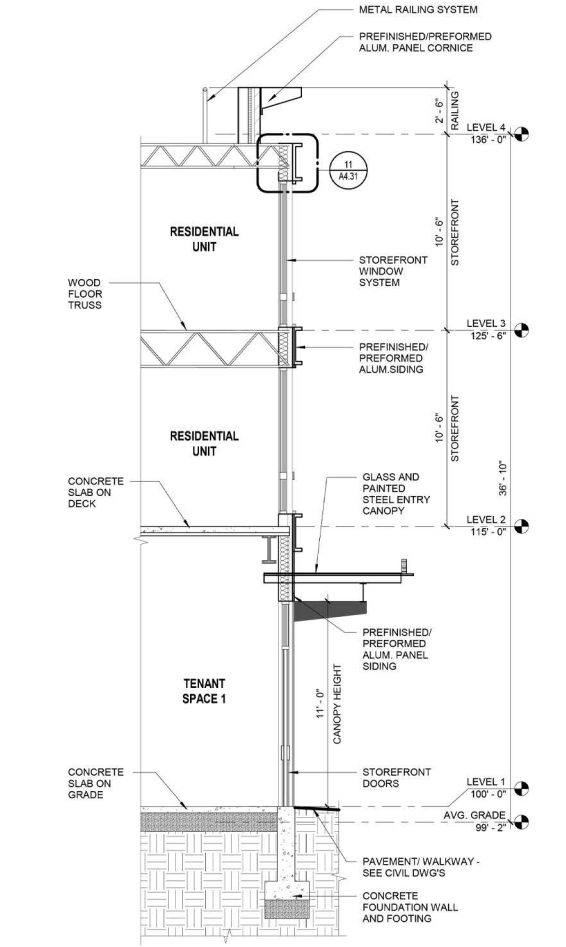 METAL RAILING SYSTEM
PREFINISHED/PREFORMED
ALUM. PANEL CORNICE
2' - 6"
RAILING
LEVEL 4
136' - 0"
11
A4.31
RESIDENTIAL
UNIT
10' - 6"
STOREFRONT
STOREFRONT
WINDOW
SYSTEM
WOOD
FLOOR
TRUSS
LEVEL 3
125' - 6"
PREFINISHED/
PREFORMED
ALUM.SIDING
RESIDENTIAL
UNIT
10' - 6"
STOREFRONT
36' - 10"
CONCRETE
SLAB ON
DECK
GLASS AND
PAINTED
STEEL ENTRY
CANOPY
LEVEL 2
115' - 0"
PREFINISHED/
PREFORMED
ALUM. PANEL
SIDING
TENANT
SPACE 1
11' - 0"
CANOPY HEIGHT
CONCRETE
SLAB ON
GRADE
STOREFRONT
DOORS
LEVEL 1
100' - 0"
AVG. GRADE
99' - 2"
PAVEMENT/ WALKWAY -
SEE CIVIL DWG'S
CONCRETE
FOUNDATION WALL
AND FOOTING